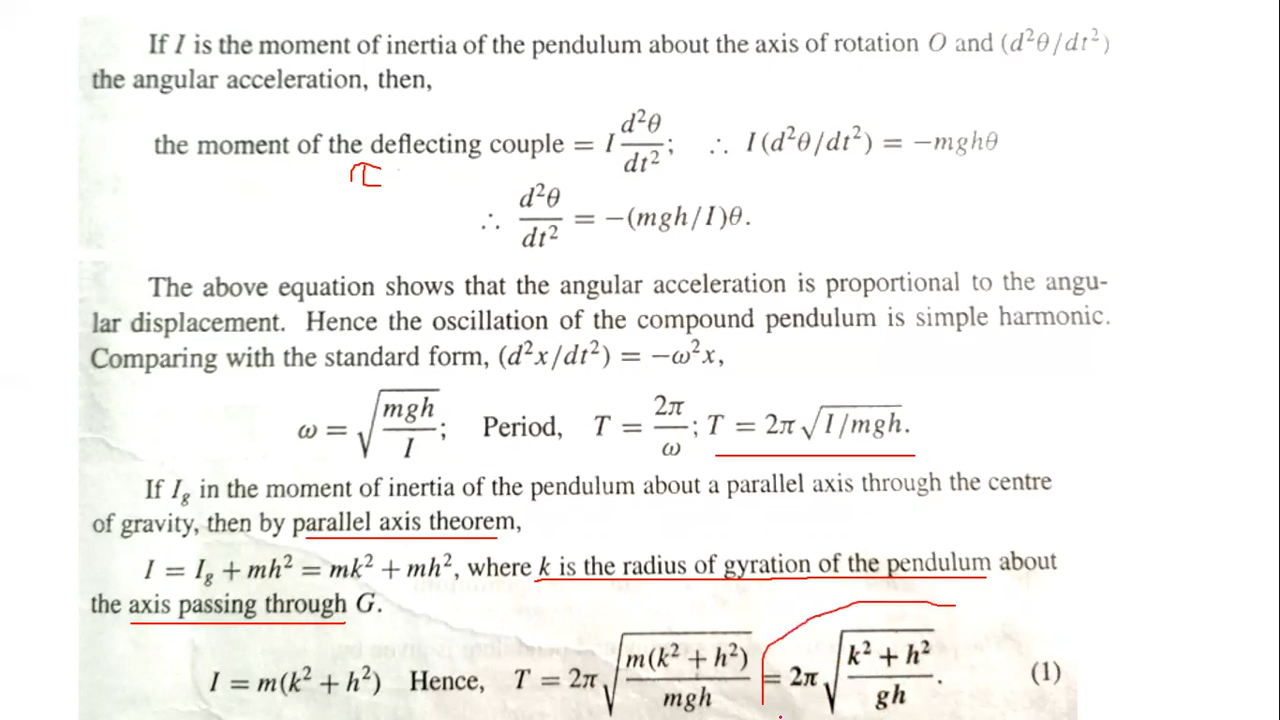 If I is the moment of inertia of the pendulum about the axis of rotation O and (d²θ/dt²)
the angular acceleration, then,
the moment of the deflecting couple = I d²θ/dt²; ∴ I(d²θ/dt²) = −mghθ
τ
∴ d²θ/dt² = −(mgh/I)θ.
The above equation shows that the angular acceleration is proportional to the angu-
lar displacement. Hence the oscillation of the compound pendulum is simple harmonic.
Comparing with the standard form, (d²x/dt²) = −ω²x,
ω = √(mgh/I); Period, T = 2π/ω; T = 2π√(I/mgh).
If I_g in the moment of inertia of the pendulum about a parallel axis through the centre
of gravity, then by parallel axis theorem,
I = I_g + mh² = mk² + mh², where k is the radius of gyration of the pendulum about
the axis passing through G.
I = m(k² + h²) Hence, T = 2π√(m(k² + h²)/mgh) = 2π√((k² + h²)/gh). (1)